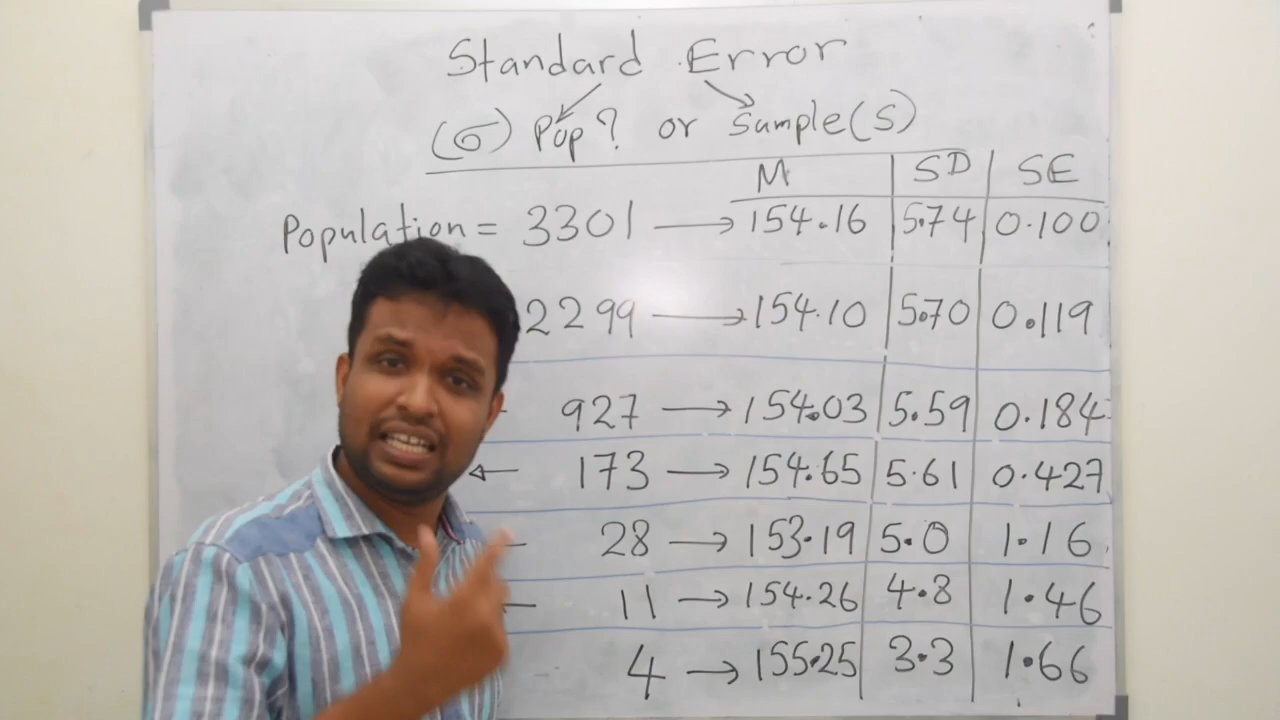 Standard Error
(σ) Pop? or Sample(S)
M SD SE
Population = 3301 → 154.16 5.74 0.100
2299 → 154.10 5.70 0.119
927 → 154.03 5.59 0.184
← 173 → 154.65 5.61 0.427
28 → 153.19 5.0 1.16
11 → 154.26 4.8 1.46
4 → 155.25 3.3 1.66